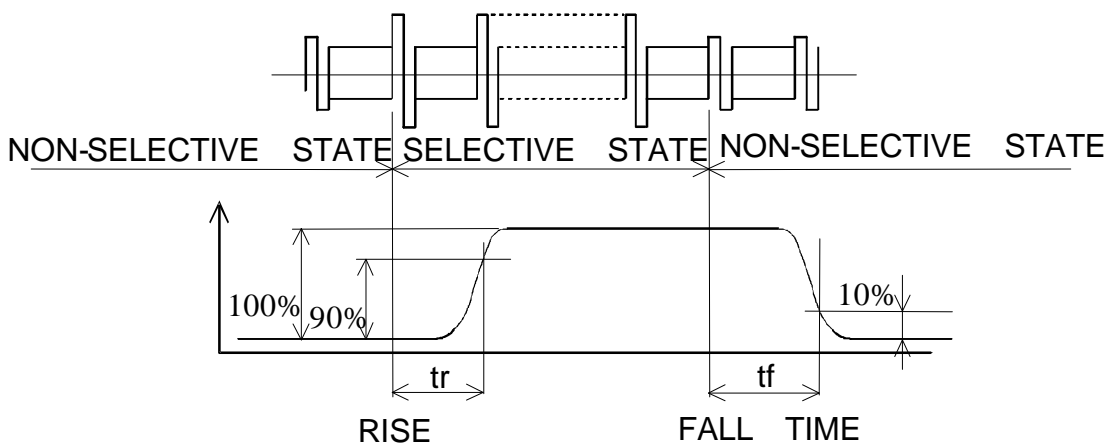 NON-SELECTIVE STATE SELECTIVE STATE NON-SELECTIVE STATE
100%
90%
10%
tr
tf
RISE
FALL TIME